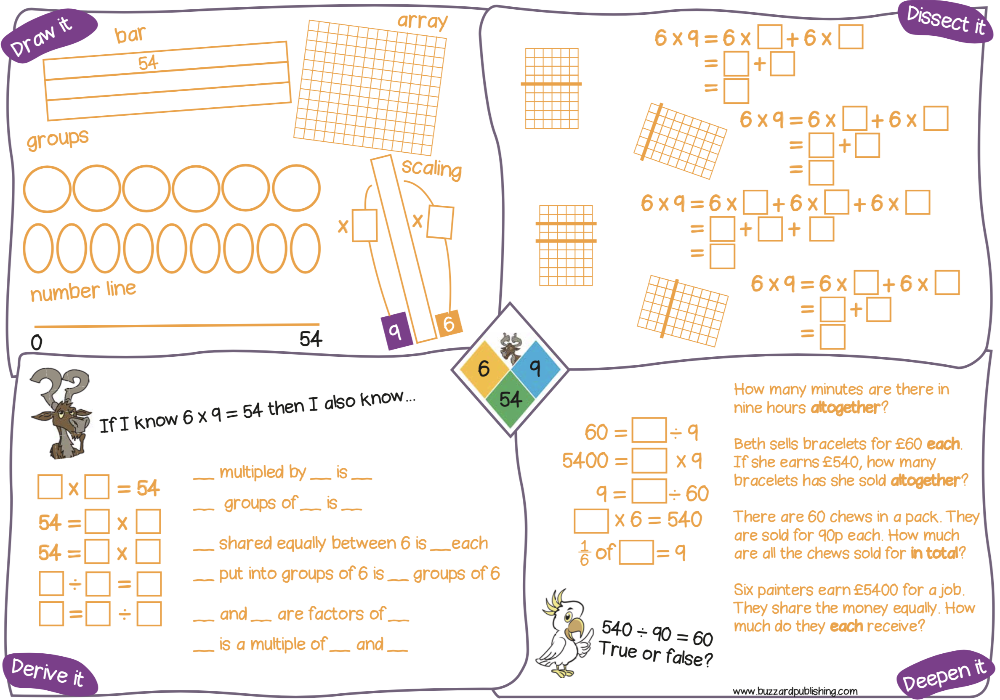 Draw it
bar
54
array
groups
scaling
x
x
number line
9
6
0
54
Dissect it
6 x 9 = 6 x + 6 x
= +
=
6 x 9 = 6 x + 6 x
= +
=
6 x 9 = 6 x + 6 x + 6 x
= + +
=
6 x 9 = 6 x + 6 x
= +
=
6
9
54
If I know 6 x 9 = 54 then I also know...
x = 54
54 = x
54 = x
÷ =
= ÷
__ multipled by __ is __
__ groups of __ is __
__ shared equally between 6 is __ each
__ put into groups of 6 is __ groups of 6
__ and __ are factors of __
__ is a multiple of __ and __
Derive it
60 = ÷ 9
5400 = x 9
9 = ÷ 60
x 6 = 540
1/6 of = 9
540 ÷ 90 = 60
True or false?
How many minutes are there in
nine hours altogether?
Beth sells bracelets for £60 each.
If she earns £540, how many
bracelets has she sold altogether?
There are 60 chews in a pack. They
are sold for 90p each. How much
are all the chews sold for in total?
Six painters earn £5400 for a job.
They share the money equally. How
much do they each receive?
Deepen it
www.buzzardpublishing.com